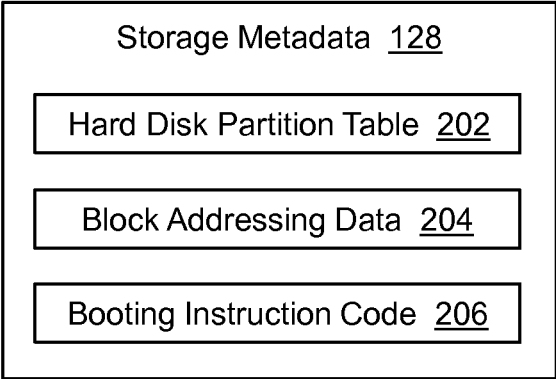 Storage Metadata 128
Hard Disk Partition Table 202
Block Addressing Data 204
Booting Instruction Code 206